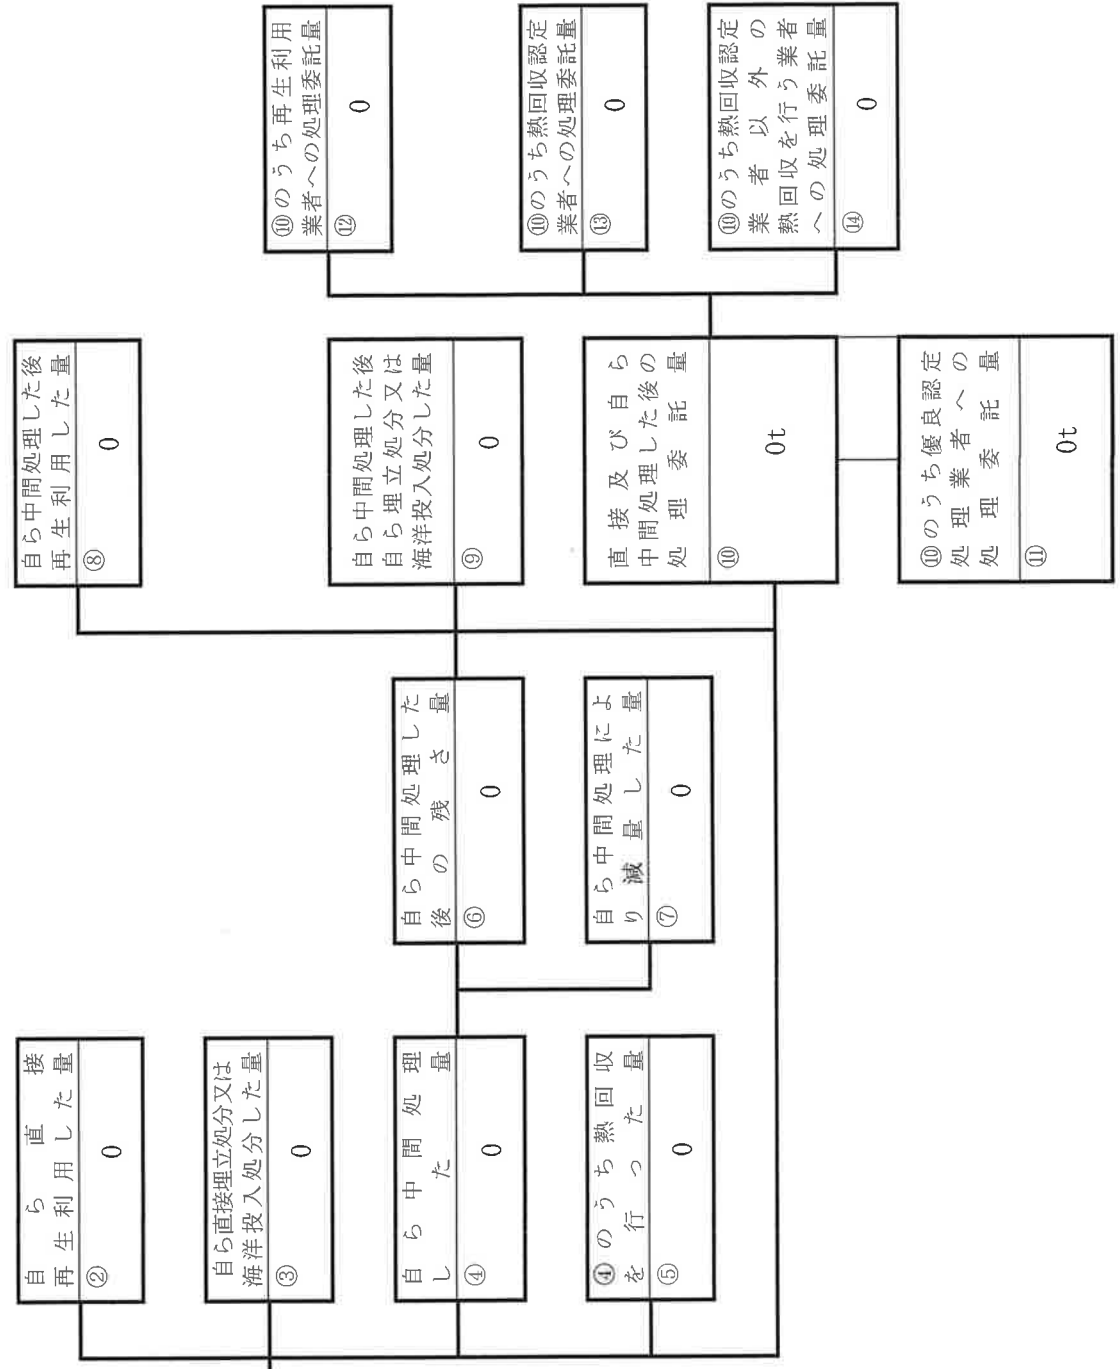 自ら直接
再生利用した量
②
0
自ら直接埋立処分又は
海洋投入処分した量
③
0
自ら中間処理
した量
④
0
④のうち熱回収
を行った量
⑤
0
自ら中間処理した
後の残さ量
⑥
0
自ら中間処理によ
り減量した量
⑦
0
自ら中間処理した後
再生利用した量
⑧
0
自ら中間処理した後
自ら埋立処分又は
海洋投入処分した量
⑨
0
直接及び自ら
中間処理した後の
処理委託量
⑩
0t
⑩のうち優良認定
処理業者への
処理委託量
⑪
0t
⑩のうち再生利用
業者への処理委託量
⑫
0
⑩のうち熱回収認定
業者への処理委託量
⑬
0
⑩のうち熱回収認定
業者以外の
熱回収を行う業者
への処理委託量
⑭
0